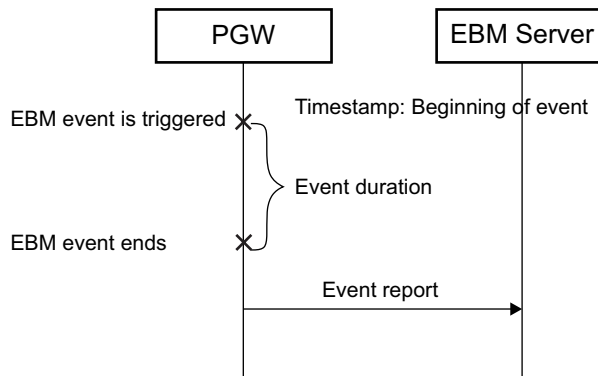 PGW
EBM Server
EBM event is triggered
Timestamp: Beginning of event
Event duration
EBM event ends
Event report